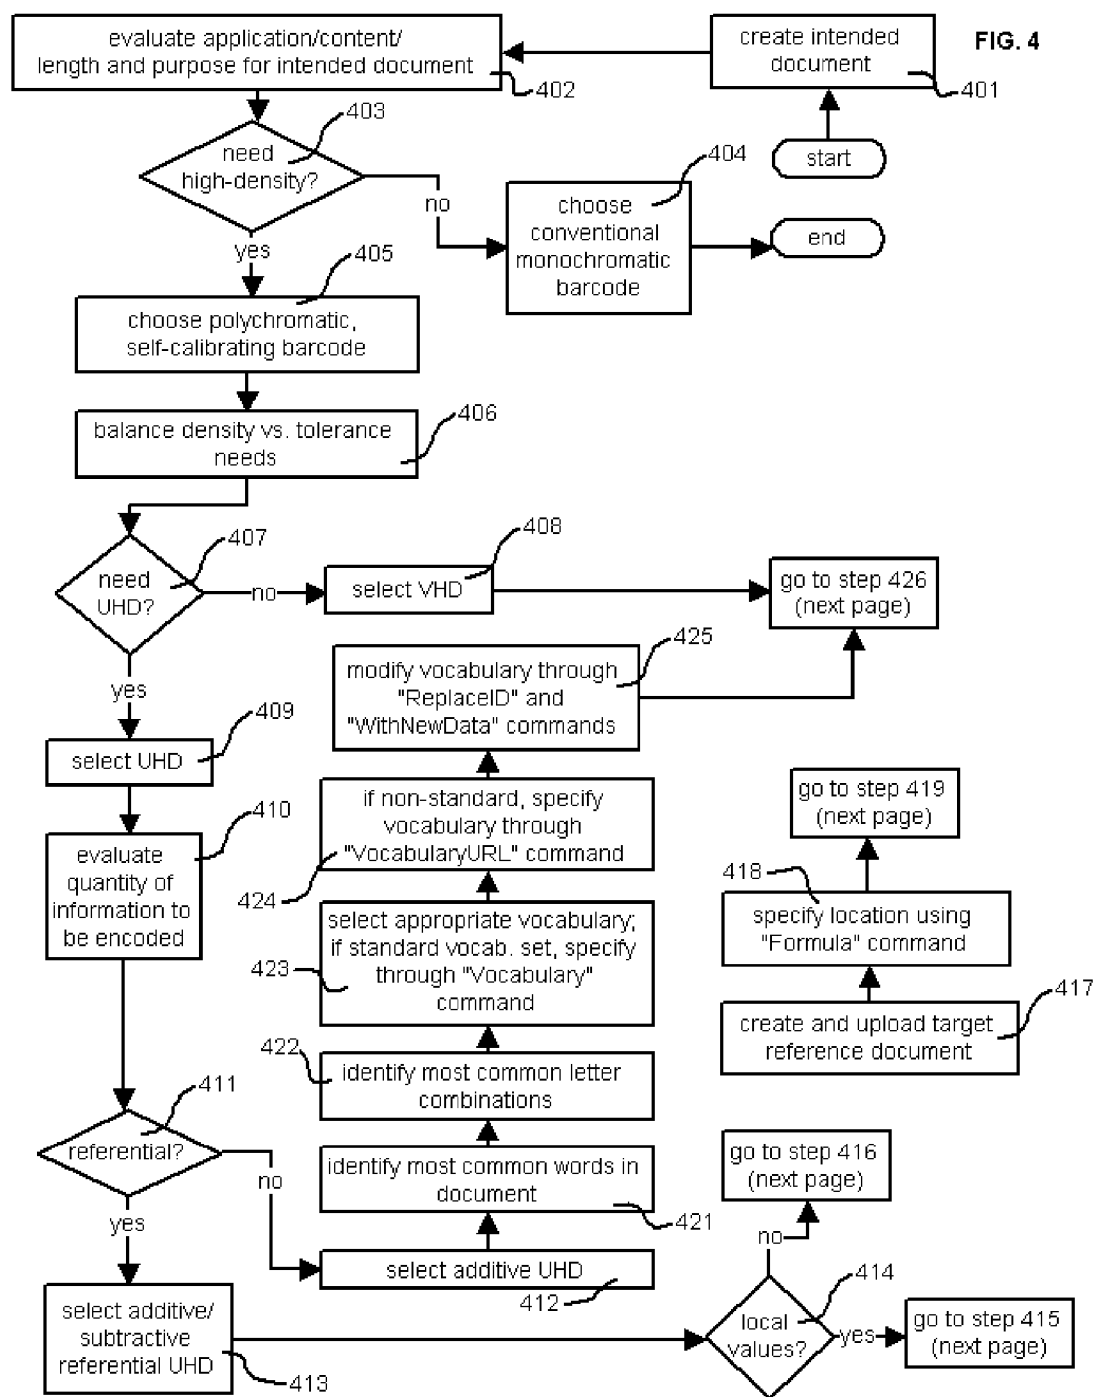 evaluate application/content/
length and purpose for intended document
402
create intended
document
401
FIG. 4
start
403
need
high-density?
no
yes
404
choose
conventional
monochromatic
barcode
end
405
choose polychromatic,
self-calibrating barcode
406
balance density vs. tolerance
needs
407
need
UHD?
no
yes
408
select VHD
go to step 426
(next page)
425
modify vocabulary through
"ReplaceID" and
"WithNewData" commands
409
select UHD
410
evaluate
quantity of
information to
be encoded
if non-standard, specify
vocabulary through
"VocabularyURL" command
424
go to step 419
(next page)
418
specify location using
"Formula" command
select appropriate vocabulary;
if standard vocab. set, specify
through "Vocabulary"
command
423
417
create and upload target
reference document
422
identify most common letter
combinations
411
referential?
no
yes
identify most common words in
document
421
go to step 416
(next page)
no
select additive UHD
412
414
local
values?
yes
go to step 415
(next page)
select additive/
subtractive
referential UHD
413